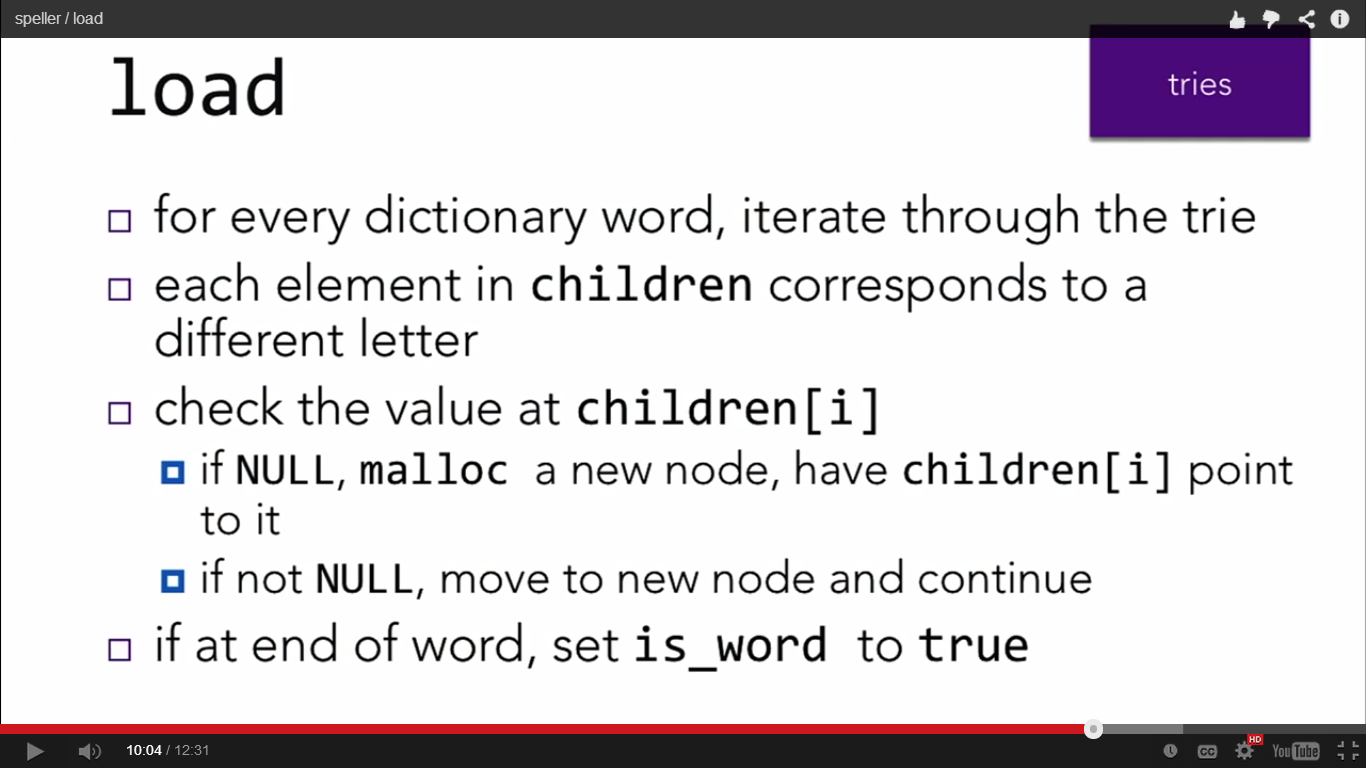 speller / load
load
tries
for every dictionary word, iterate through the trie
each element in children corresponds to a
different letter
check the value at children[i]
if NULL, malloc a new node, have children[i] point
to it
if not NULL, move to new node and continue
if at end of word, set is_word to true
10:04 / 12:31
CC
HD
YouTube